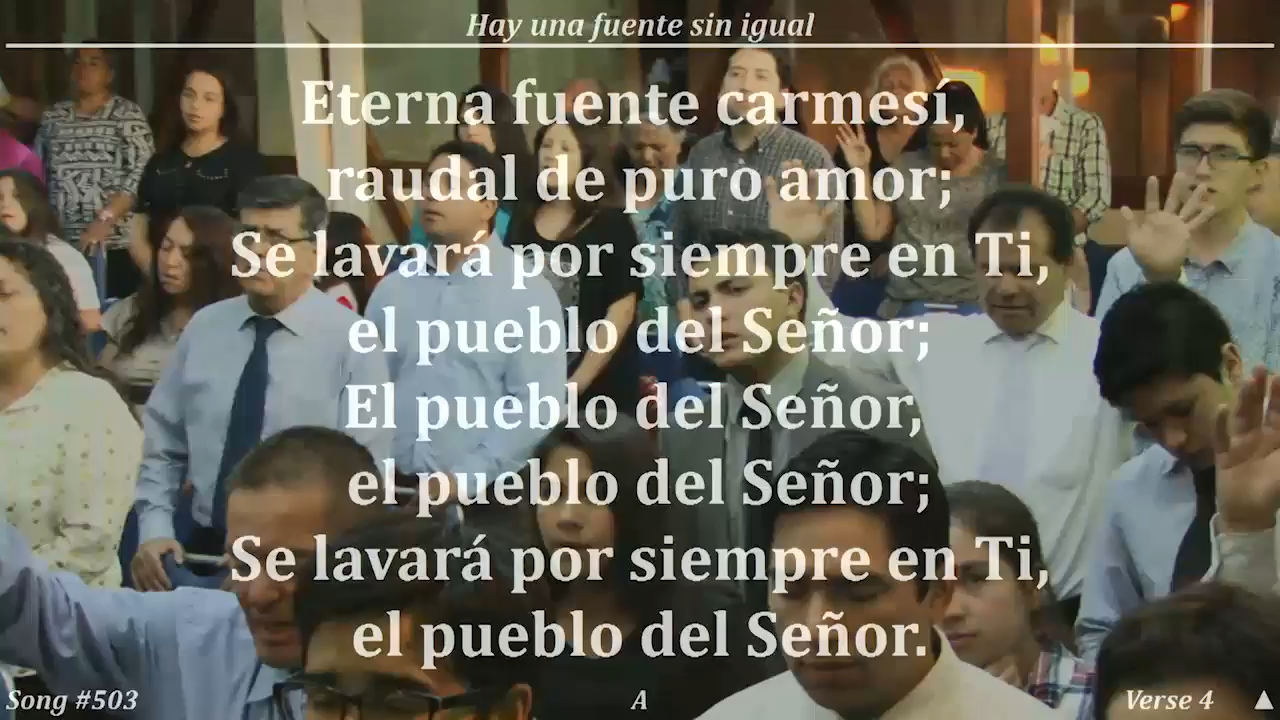 Hay una fuente sin igual
Eterna fuente carmesí,
raudal de puro amor;
Se lavará por siempre en Ti,
el pueblo del Señor;
El pueblo del Señor,
el pueblo del Señor;
Se lavará por siempre en Ti,
el pueblo del Señor.
Song #503
A
Verse 4